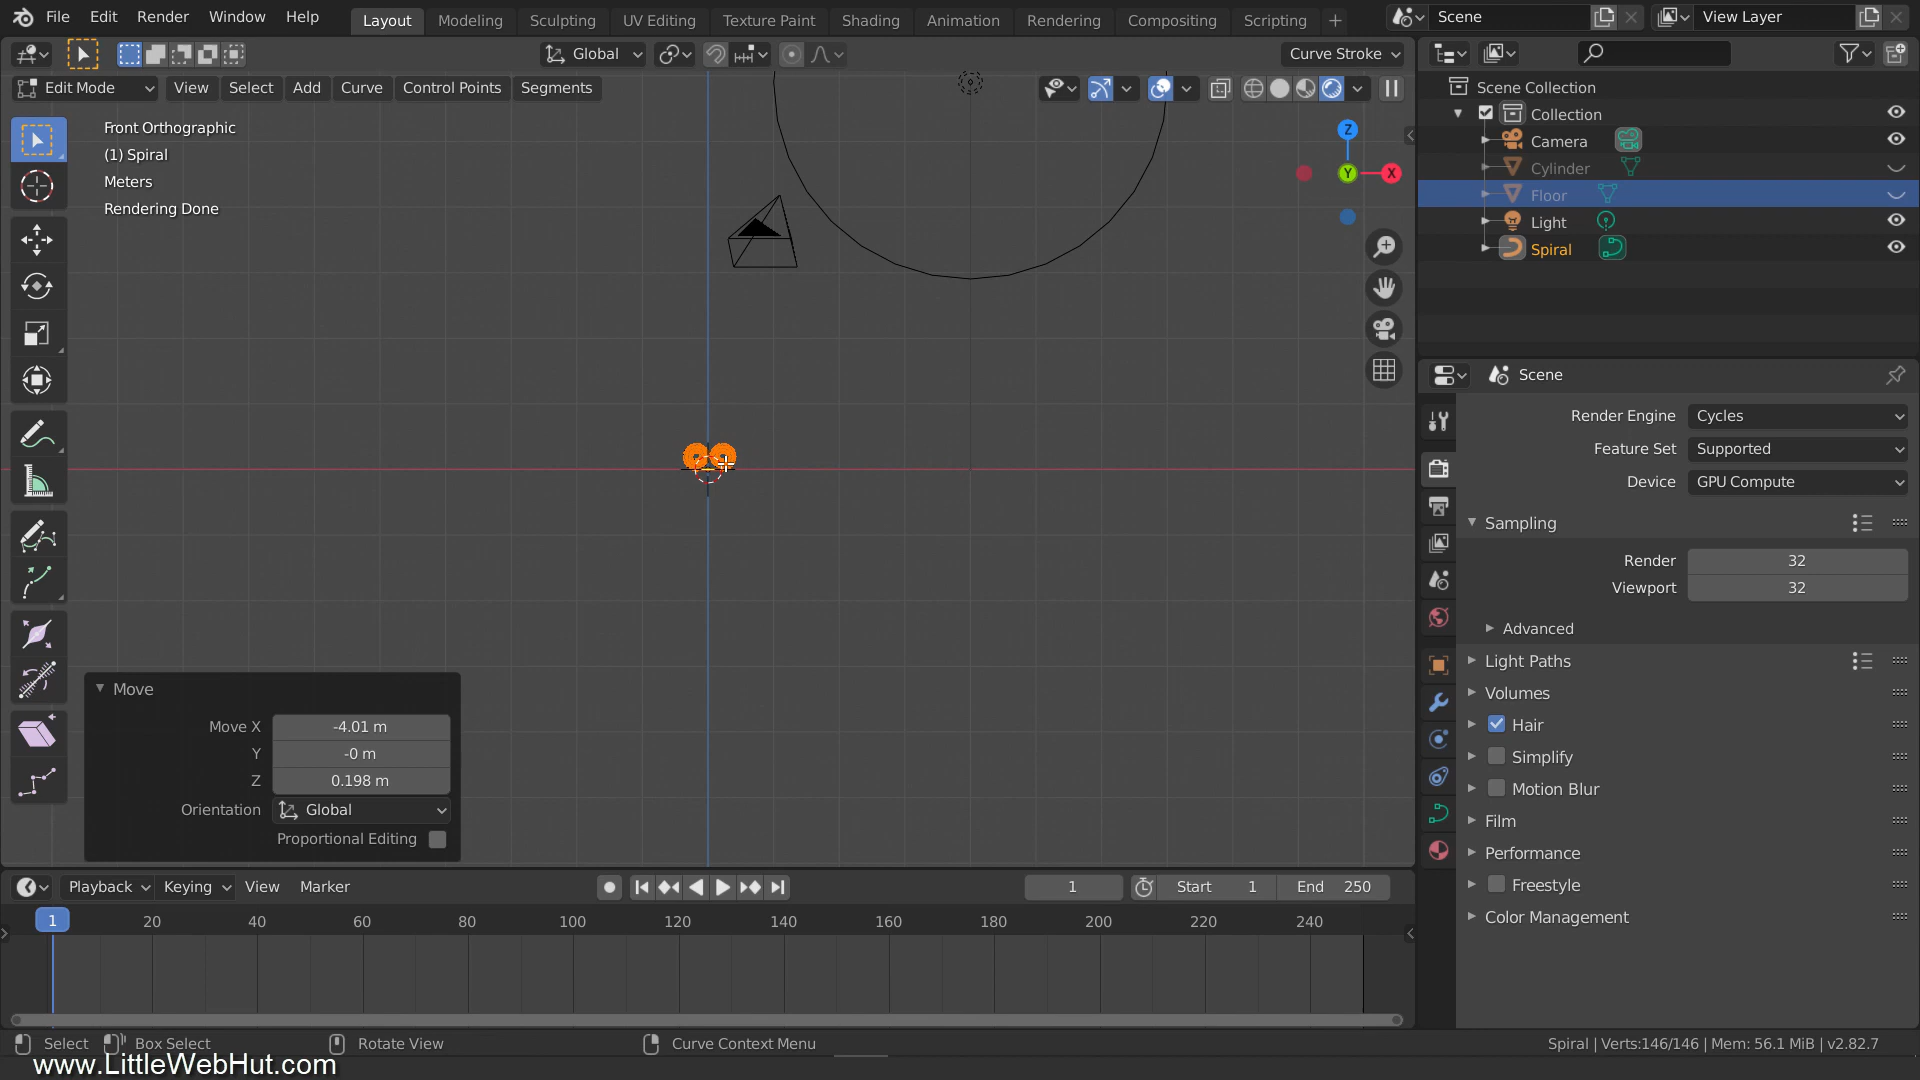 File Edit Render Window Help Layout Modeling Sculpting UV Editing Texture Paint Shading Animation Rendering Compositing Scripting + Scene View Layer
Global Curve Stroke
Edit Mode View Select Add Curve Control Points Segments
Front Orthographic
(1) Spiral
Meters
Rendering Done
Z
Y X
Scene Collection
Collection
Camera
Cylinder
Floor
Light
Spiral
Scene
Render Engine Cycles
Feature Set Supported
Device GPU Compute
Sampling
Render 32
Viewport 32
Advanced
Light Paths
Volumes
Hair
Simplify
Motion Blur
Film
Performance
Freestyle
Color Management
Move
Move X -4.01 m
Y -0 m
Z 0.198 m
Orientation Global
Proportional Editing
Playback Keying View Marker 1 Start 1 End 250
1 20 40 60 80 100 120 140 160 180 200 220 240
Select Box Select Rotate View Curve Context Menu Spiral | Verts:146/146 | Mem: 56.1 MiB | v2.82.7
www.LittleWebHut.com